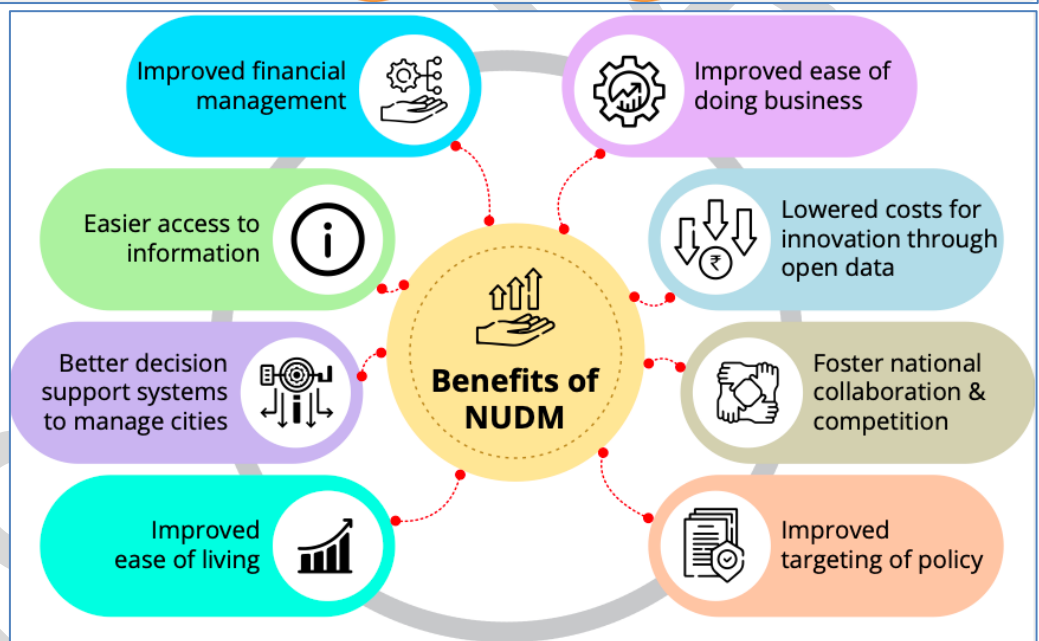 Improved financial
management
Improved ease of
doing business
Easier access to
information
Lowered costs for
innovation through
open data
Better decision
support systems
to manage cities
Benefits of
NUDM
Foster national
collaboration &
competition
Improved
ease of living
Improved
targeting of policy